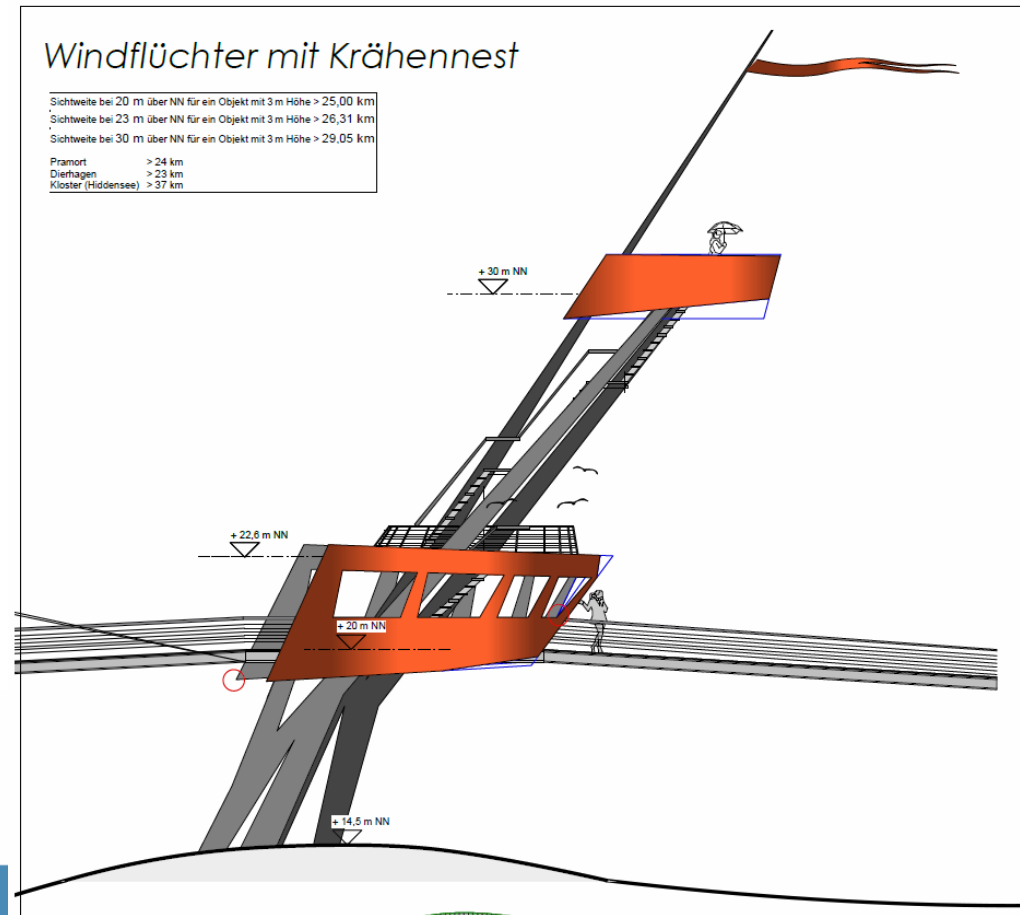 Windflüchter mit Krähennest
Sichtweite bei 20 m über NN für ein Objekt mit 3 m Höhe > 25,00 km
Sichtweite bei 23 m über NN für ein Objekt mit 3 m Höhe > 26,31 km
Sichtweite bei 30 m über NN für ein Objekt mit 3 m Höhe > 29,05 km
Pramort > 24 km
Dierhagen > 23 km
Kloster (Hiddensee) > 37 km
+ 30 m NN
+ 22,6 m NN
+ 20 m NN
+ 14,5 m NN